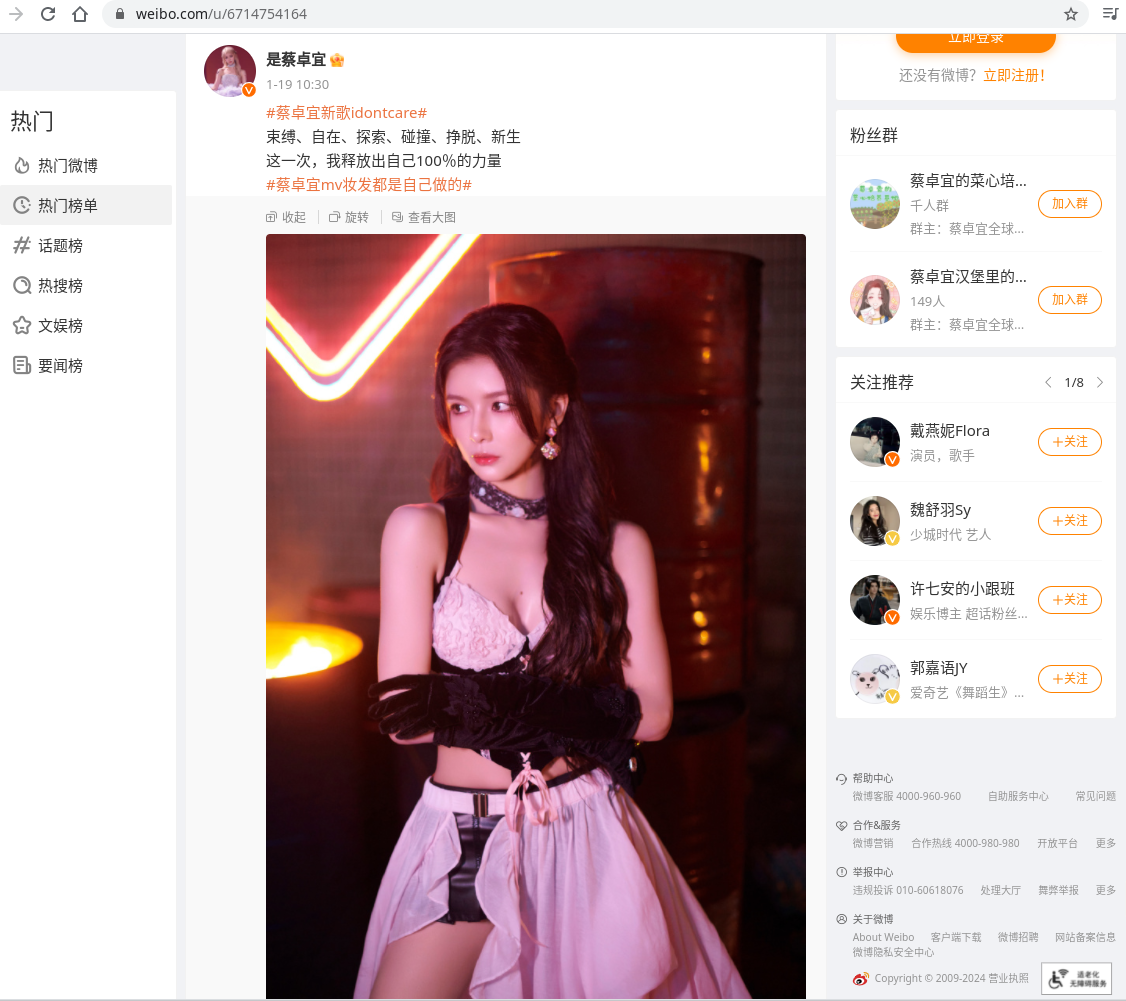 weibo.com/u/6714754164
热门
热门微博
热门榜单
话题榜
热搜榜
文娱榜
要闻榜
是蔡卓宜
1-19 10:30
#蔡卓宜新歌idontcare#
束缚、自在、探索、碰撞、挣脱、新生
这一次，我释放出自己100%的力量
#蔡卓宜mv妆发都是自己做的#
收起 旋转 查看大图
立即登录
还没有微博？立即注册！
粉丝群
蔡卓宜的菜心培...
千人群
群主：蔡卓宜全球...
加入群
蔡卓宜汉堡里的...
149人
群主：蔡卓宜全球...
加入群
关注推荐 1/8
戴燕妮Flora
演员，歌手
+关注
魏舒羽Sy
少城时代 艺人
+关注
许七安的小跟班
娱乐博主 超话粉丝...
+关注
郭嘉语JY
爱奇艺《舞蹈生》...
+关注
帮助中心
微博客服 4000-960-960 自助服务中心 常见问题
合作&服务
微博营销 合作热线 4000-980-980 开放平台 更多
举报中心
违规投诉 010-60618076 处理大厅 舞弊举报 更多
关于微博
About Weibo 客户端下载 微博招聘 网站备案信息
微博隐私安全中心
Copyright © 2009-2024 营业执照
适老化
无障碍服务